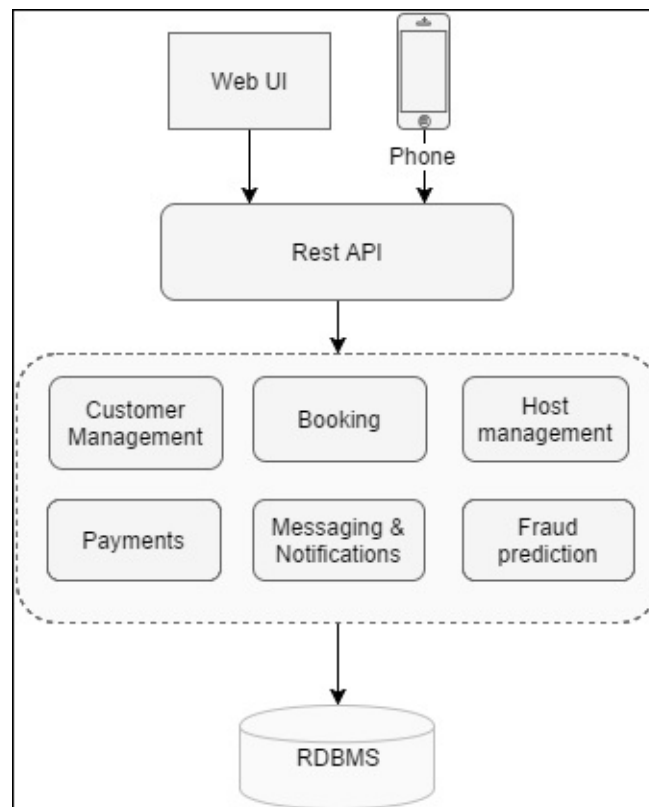 Web UI
Phone
Rest API
Customer
Management
Booking
Host
management
Payments
Messaging &
Notifications
Fraud
prediction
RDBMS